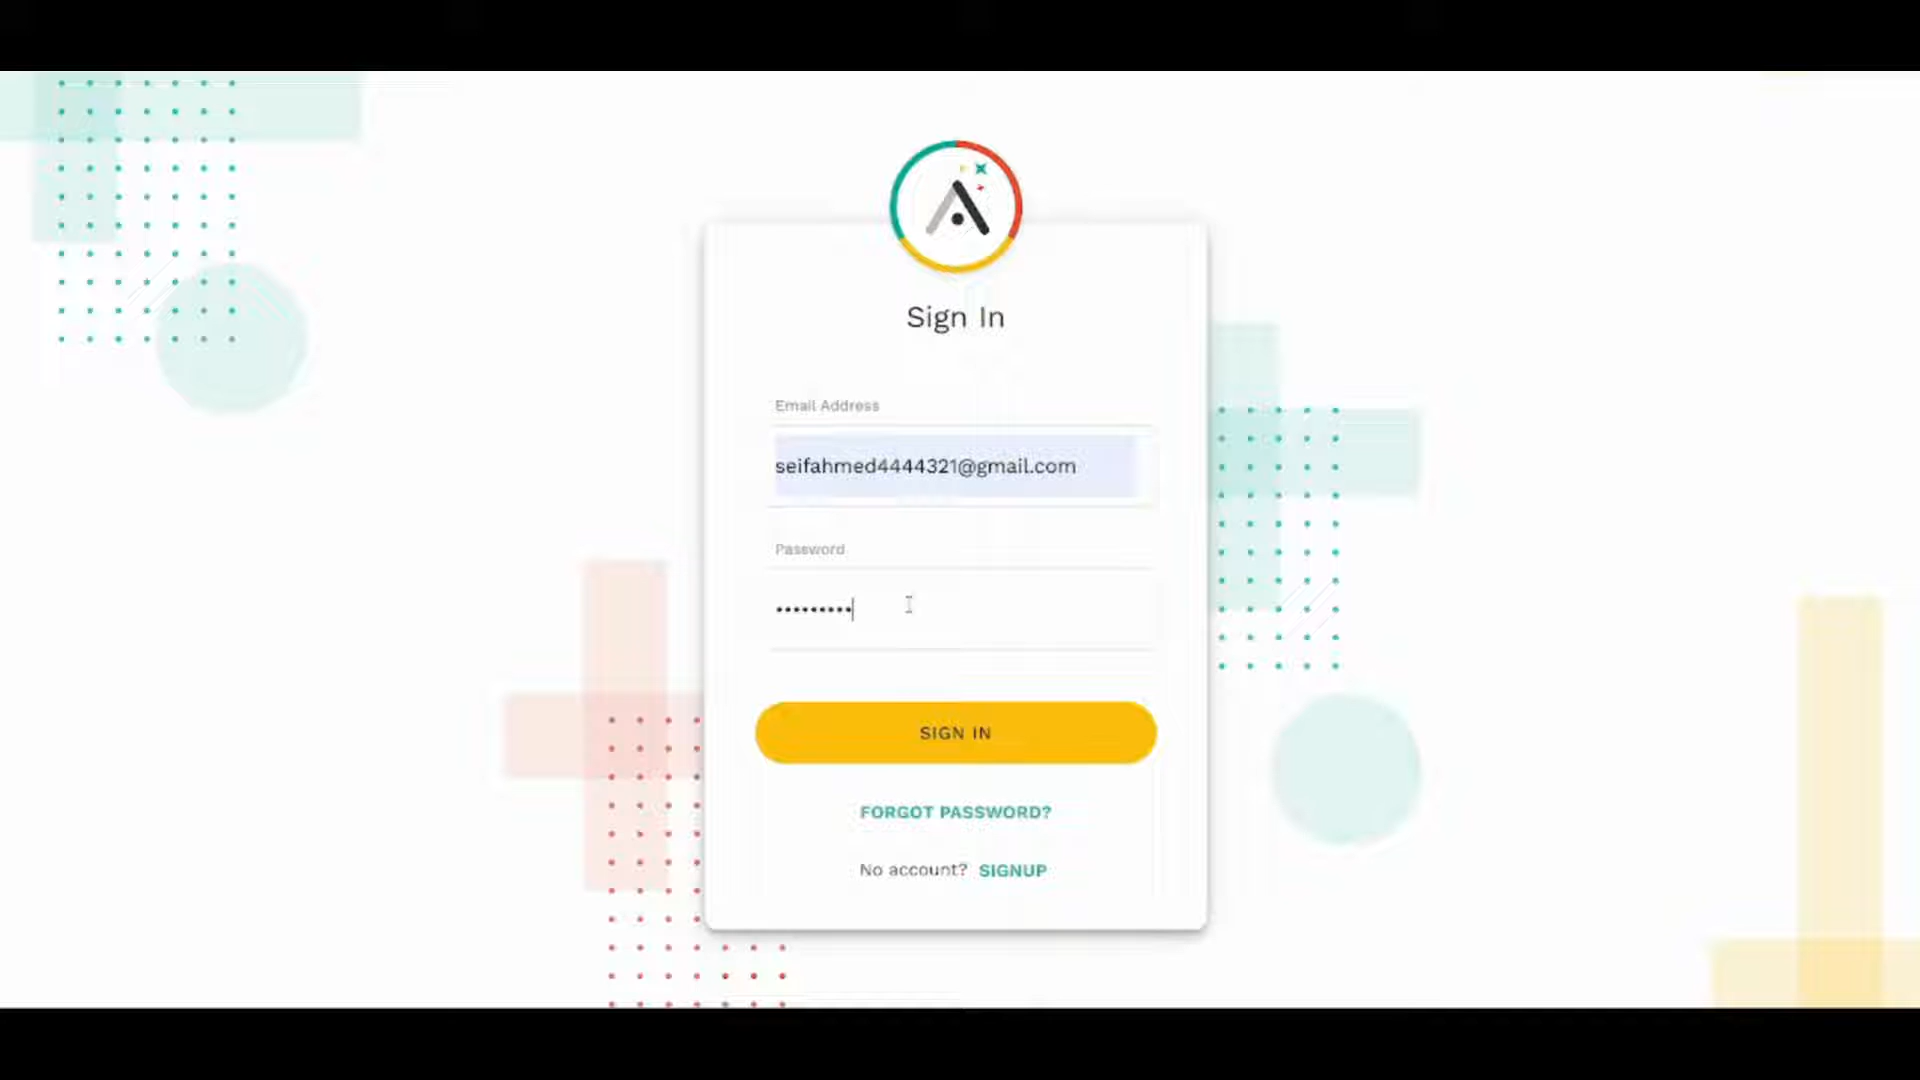 Sign In
Email Address
seifahmed4444321@gmail.com
Password
•••••••••
SIGN IN
FORGOT PASSWORD?
No account? SIGNUP